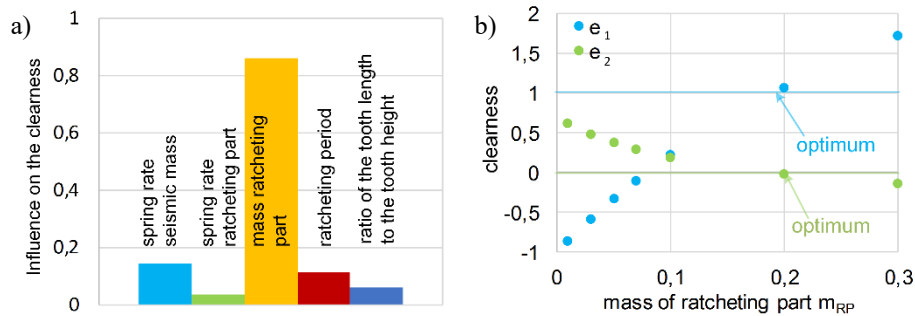 a)
Influence on the clearness
1
0,8
0,6
0,4
0,2
0
spring rate
seismic mass
spring rate
ratcheting part
mass ratcheting
part
ratcheting period
ratio of the tooth length
to the tooth height
b)
clearness
2
1,5
1
0,5
0
-0,5
-1
e1
e2
optimum
optimum
0
0,1
0,2
0,3
mass of ratcheting part mRP